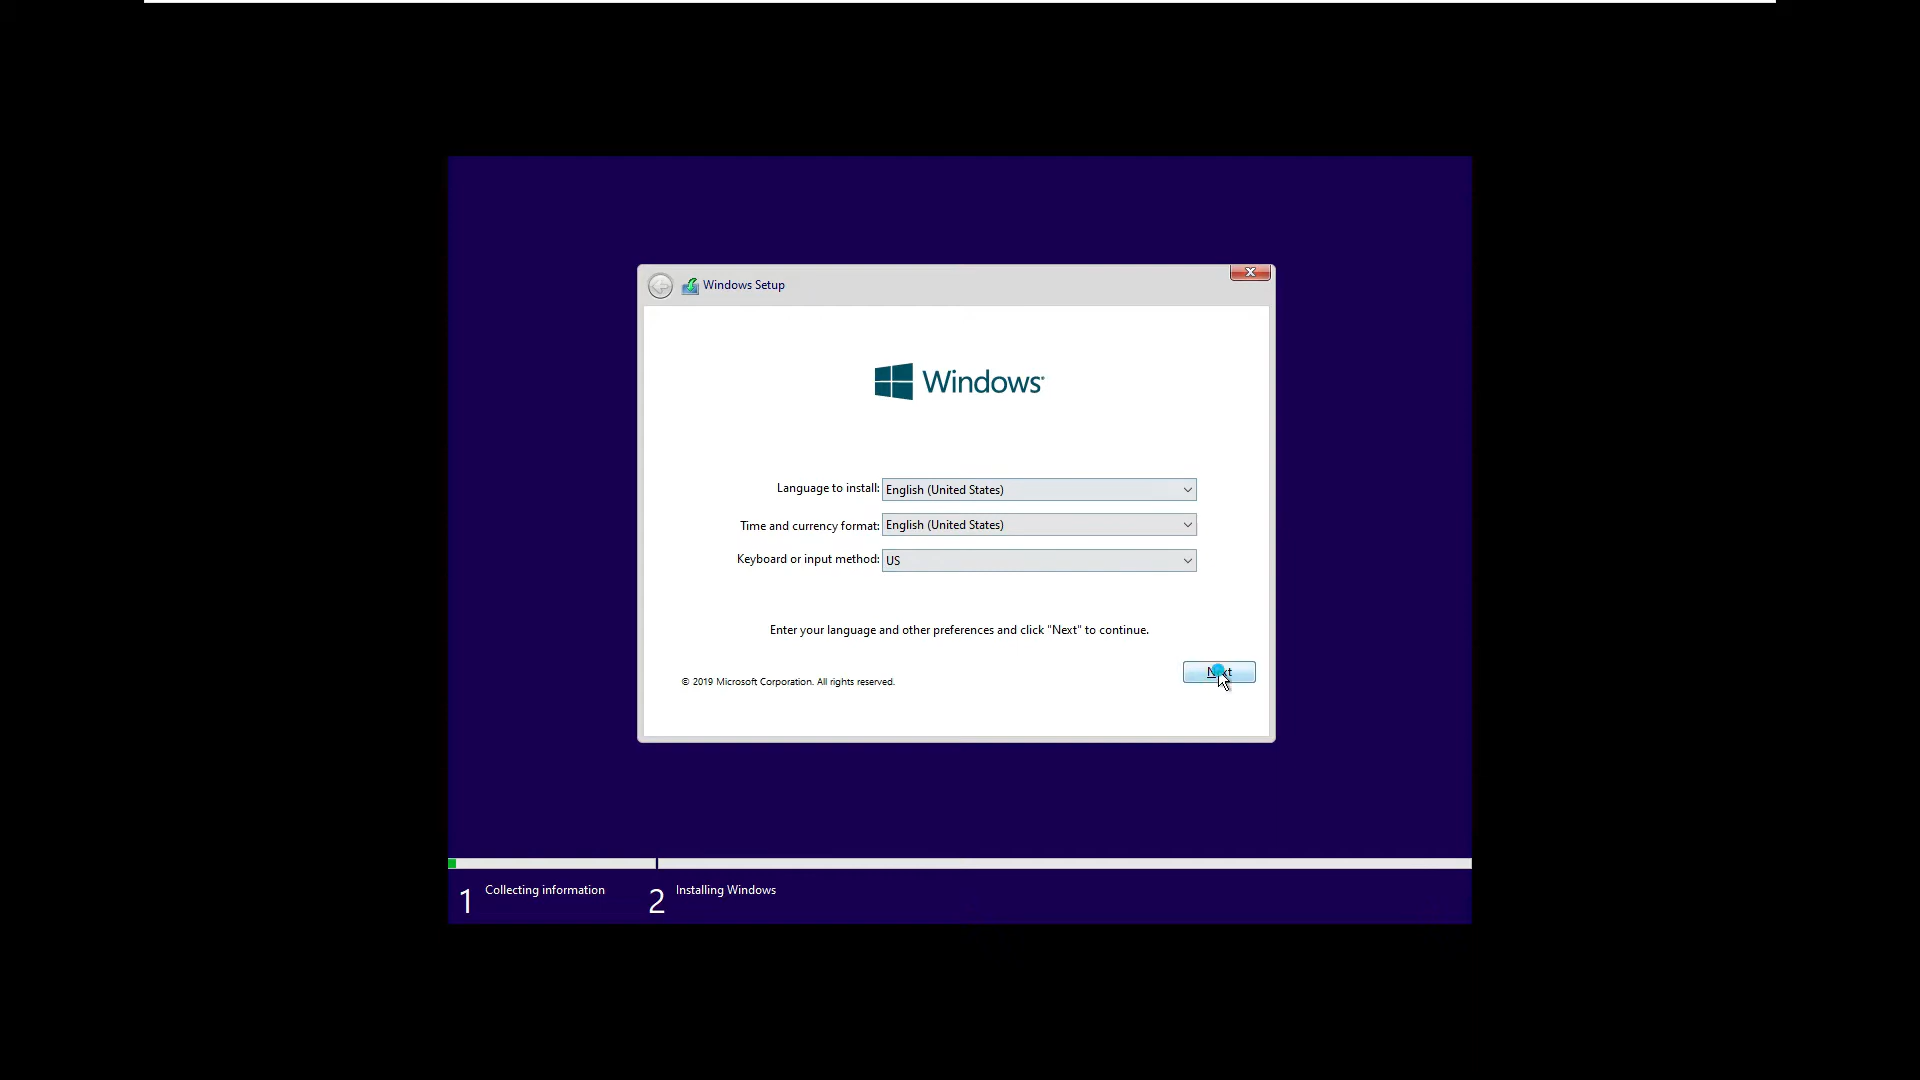 Windows Setup
Windows
Language to install: English (United States)
Time and currency format: English (United States)
Keyboard or input method: US
Enter your language and other preferences and click "Next" to continue.
Next
© 2019 Microsoft Corporation. All rights reserved.
1 Collecting information 2 Installing Windows